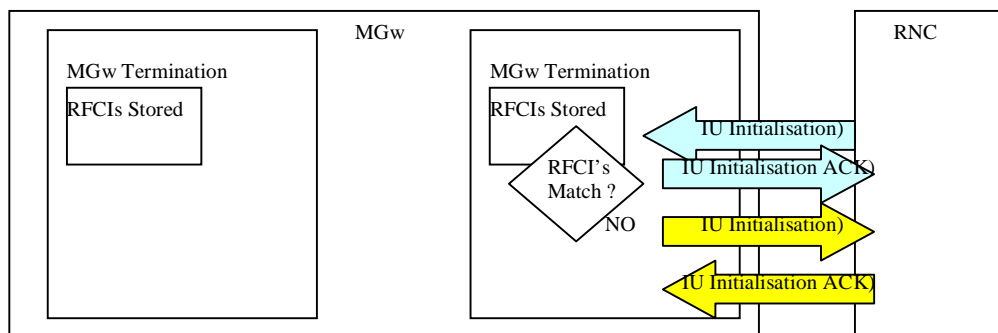 MGw
RNC
MGw Termination
RFCIs Stored
MGw Termination
RFCIs Stored
IU Initialisation)
IU Initialisation ACK)
RFCI's
Match ?
NO
IU Initialisation)
IU Initialisation ACK)